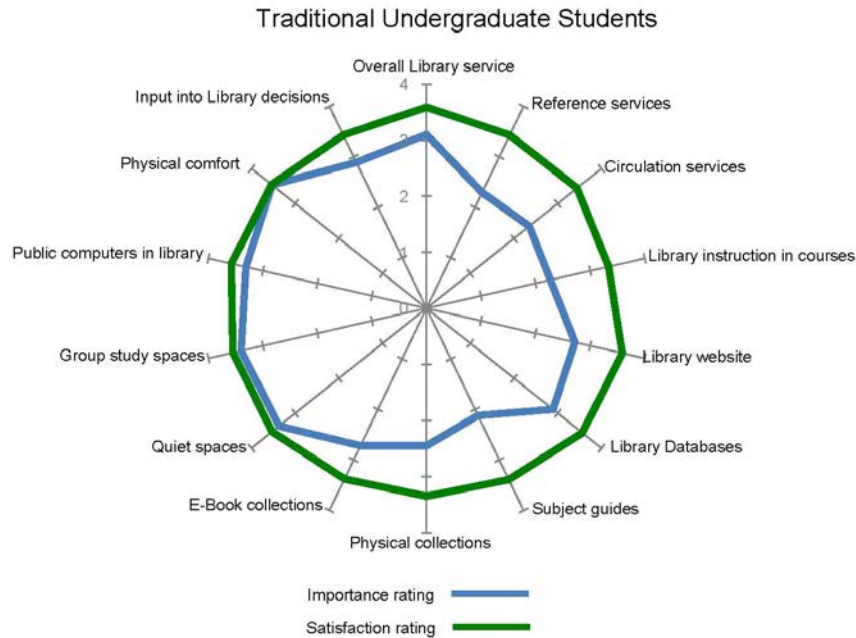 Traditional Undergraduate Students
Overall Library service
Input into Library decisions
Reference services
Physical comfort
Circulation services
Public computers in library
Library instruction in courses
Group study spaces
Library website
Quiet spaces
Library Databases
E-Book collections
Subject guides
Physical collections
4
3
2
1
0
Importance rating
Satisfaction rating